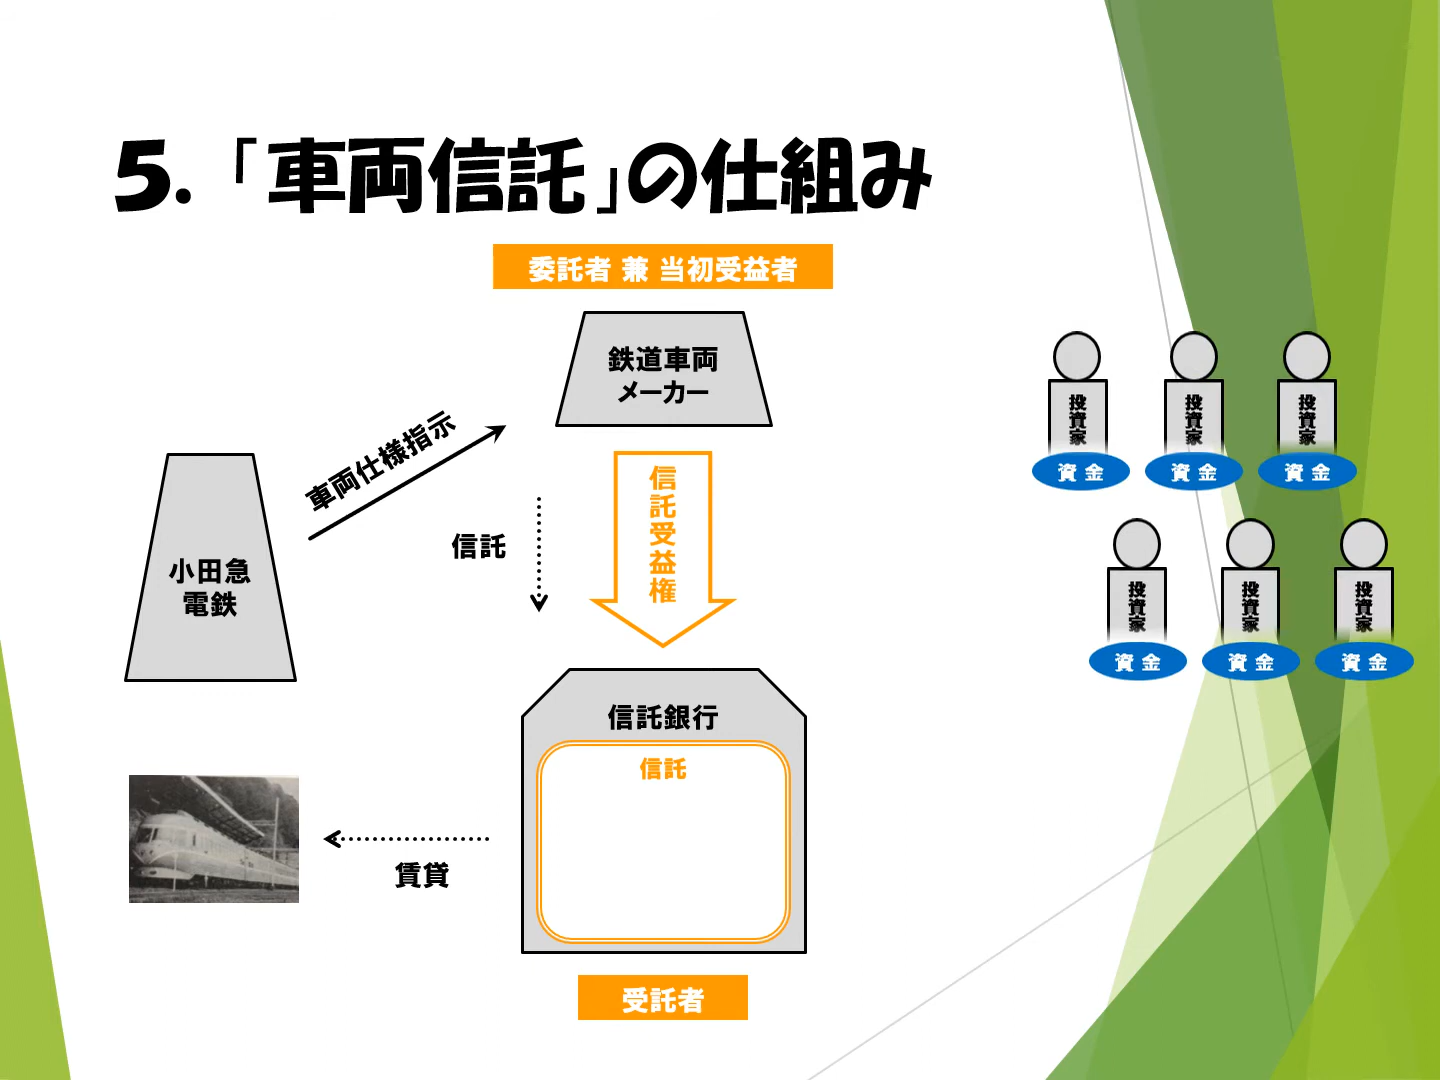 5. 「車両信託」の仕組み
委託者 兼 当初受益者
鉄道車両
メーカー
車両仕様指示
小田急
電鉄
信託
信託受益権
信託銀行
信託
賃貸
受託者
投資家
投資家
投資家
資金
資金
資金
投資家
投資家
投資家
資金
資金
資金